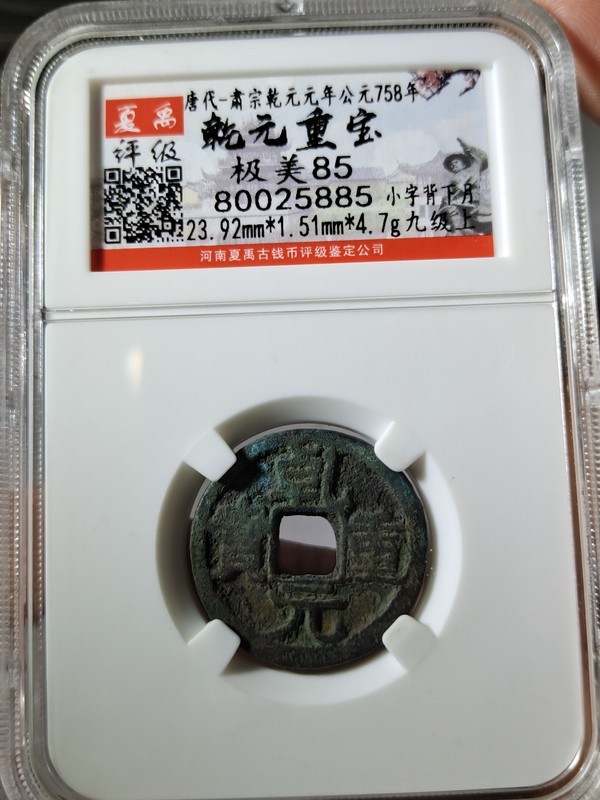 唐代-肃宗乾元元年公元758年
夏禹
评级
乾元重宝
极美85
80025885 小字背下月
23.92mm*1.51mm*4.7g九级上
河南夏禹古钱币评级鉴定公司
乾元重